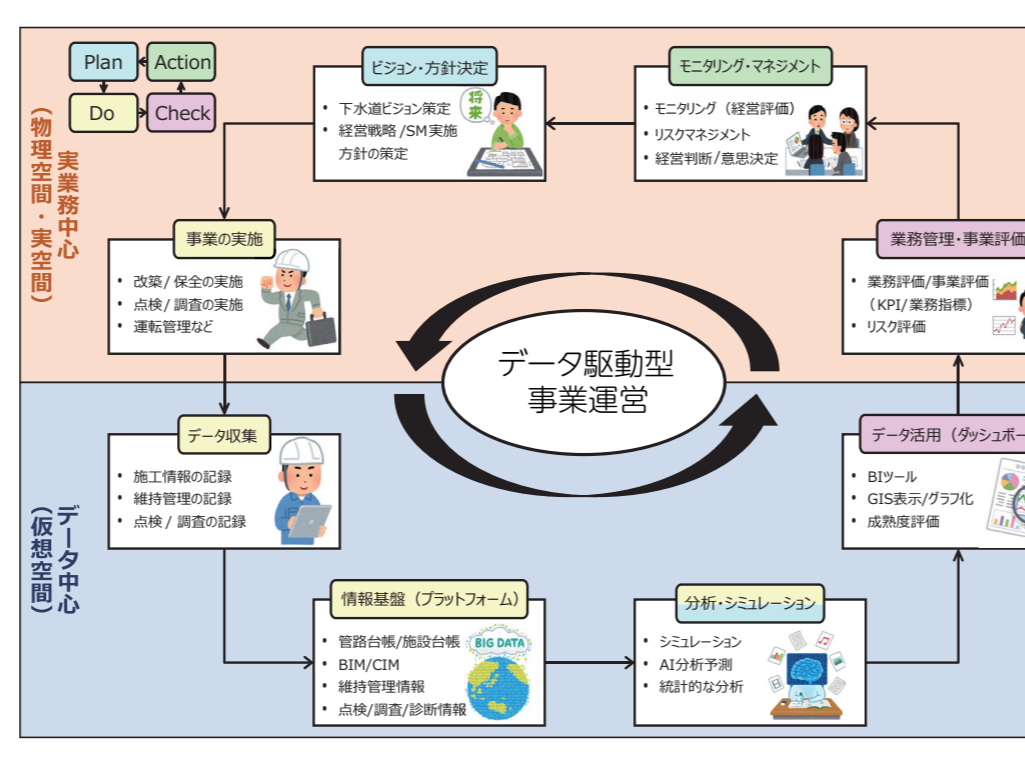 Plan
Action
Do
Check
実業務中心
(物理空間・実空間)
ビジョン・方針決定
・下水道ビジョン策定
・経営戦略/SM実施
方針の策定
将来
モニタリング・マネジメント
・モニタリング（経営評価）
・リスクマネジメント
・経営判断/意思決定
事業の実施
・改築/保全の実施
・点検/調査の実施
・運転管理など
業務管理・事業評価
・業務評価/事業評価
（KPI/業務指標）
・リスク評価
データ駆動型
事業運営
データ中心
(仮想空間)
データ収集
・施工情報の記録
・維持管理の記録
・点検/調査の記録
データ活用（ダッシュボー
・BIツール
・GIS表示/グラフ化
・成熟度評価
情報基盤（プラットフォーム）
・管路台帳/施設台帳
・BIM/CIM
・維持管理情報
・点検/調査/診断情報
BIG DATA
分析・シミュレーション
・シミュレーション
・AI分析予測
・統計的な分析